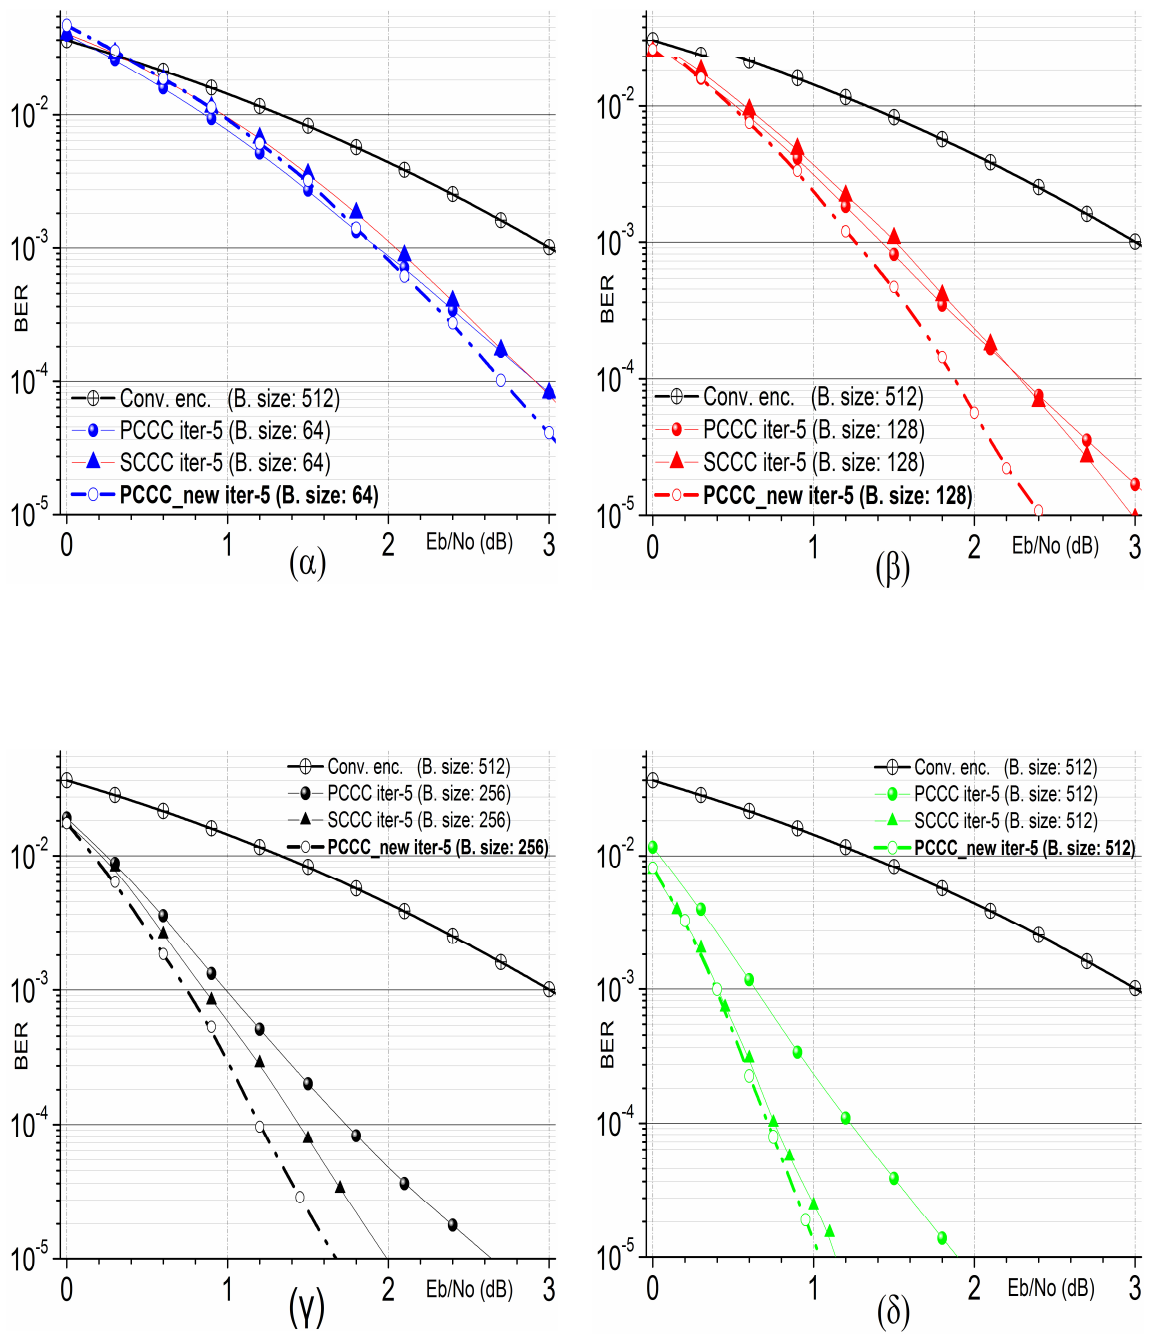 10^-2
10^-3
10^-4
10^-5
BER
Conv. enc. (B. size: 512)
PCCC iter-5 (B. size: 64)
SCCC iter-5 (B. size: 64)
PCCC_new iter-5 (B. size: 64)
0 1 2 Eb/No (dB) 3
(α)
10^-2
10^-3
10^-4
10^-5
BER
Conv. enc. (B. size: 512)
PCCC iter-5 (B. size: 128)
SCCC iter-5 (B. size: 128)
PCCC_new iter-5 (B. size: 128)
0 1 2 Eb/No (dB) 3
(β)
Conv. enc. (B. size: 512)
PCCC iter-5 (B. size: 256)
SCCC iter-5 (B. size: 256)
PCCC_new iter-5 (B. size: 256)
10^-2
10^-3
10^-4
10^-5
BER
0 1 2 Eb/No (dB) 3
(γ)
Conv. enc. (B. size: 512)
PCCC iter-5 (B. size: 512)
SCCC iter-5 (B. size: 512)
PCCC_new iter-5 (B. size: 512)
10^-2
10^-3
10^-4
10^-5
BER
0 1 2 Eb/No (dB) 3
(δ)